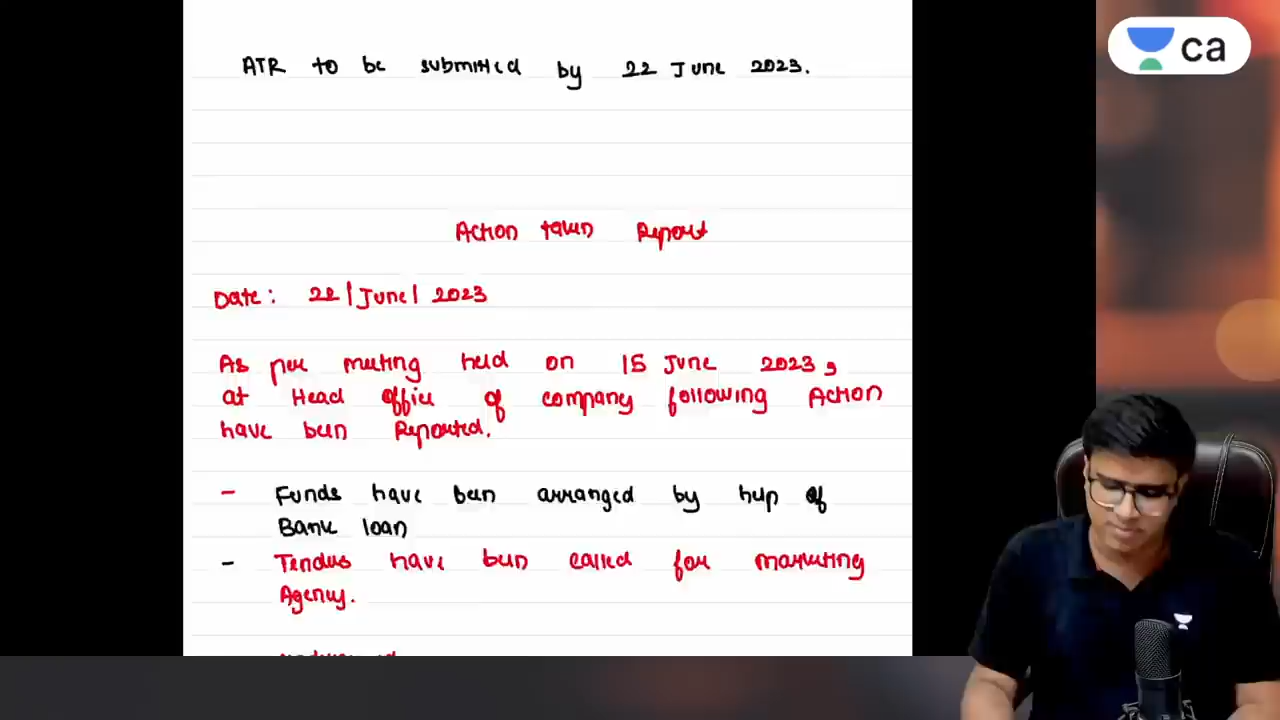 ca
ATR to be submitted by 22 June 2023.
Action taken Report
Date: 22|June|2023
As per meeting held on 15 June 2023,
at Head office of company following Action
have been Reported.
- Funds have been arranged by help of
Bank loan
- Tenders have been called for marketing
Agency.